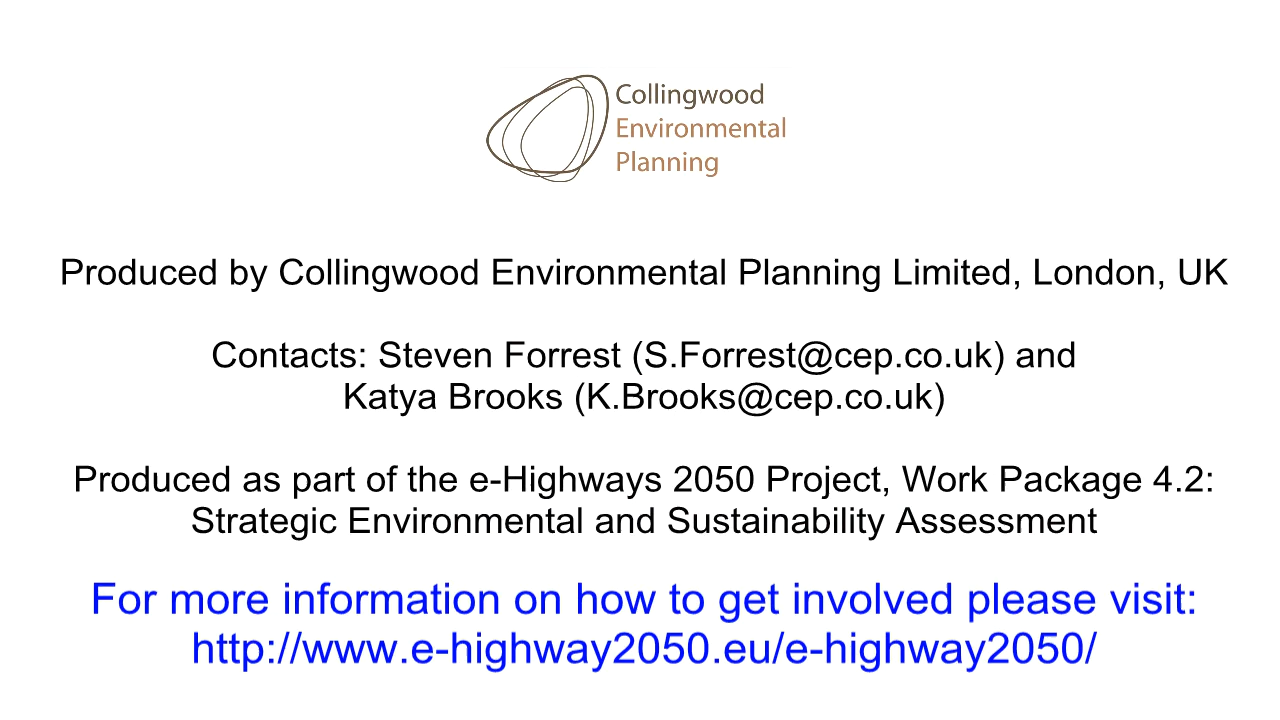 Collingwood
Environmental
Planning
Produced by Collingwood Environmental Planning Limited, London, UK
Contacts: Steven Forrest (S.Forrest@cep.co.uk) and
Katya Brooks (K.Brooks@cep.co.uk)
Produced as part of the e-Highways 2050 Project, Work Package 4.2:
Strategic Environmental and Sustainability Assessment
For more information on how to get involved please visit:
http://www.e-highway2050.eu/e-highway2050/